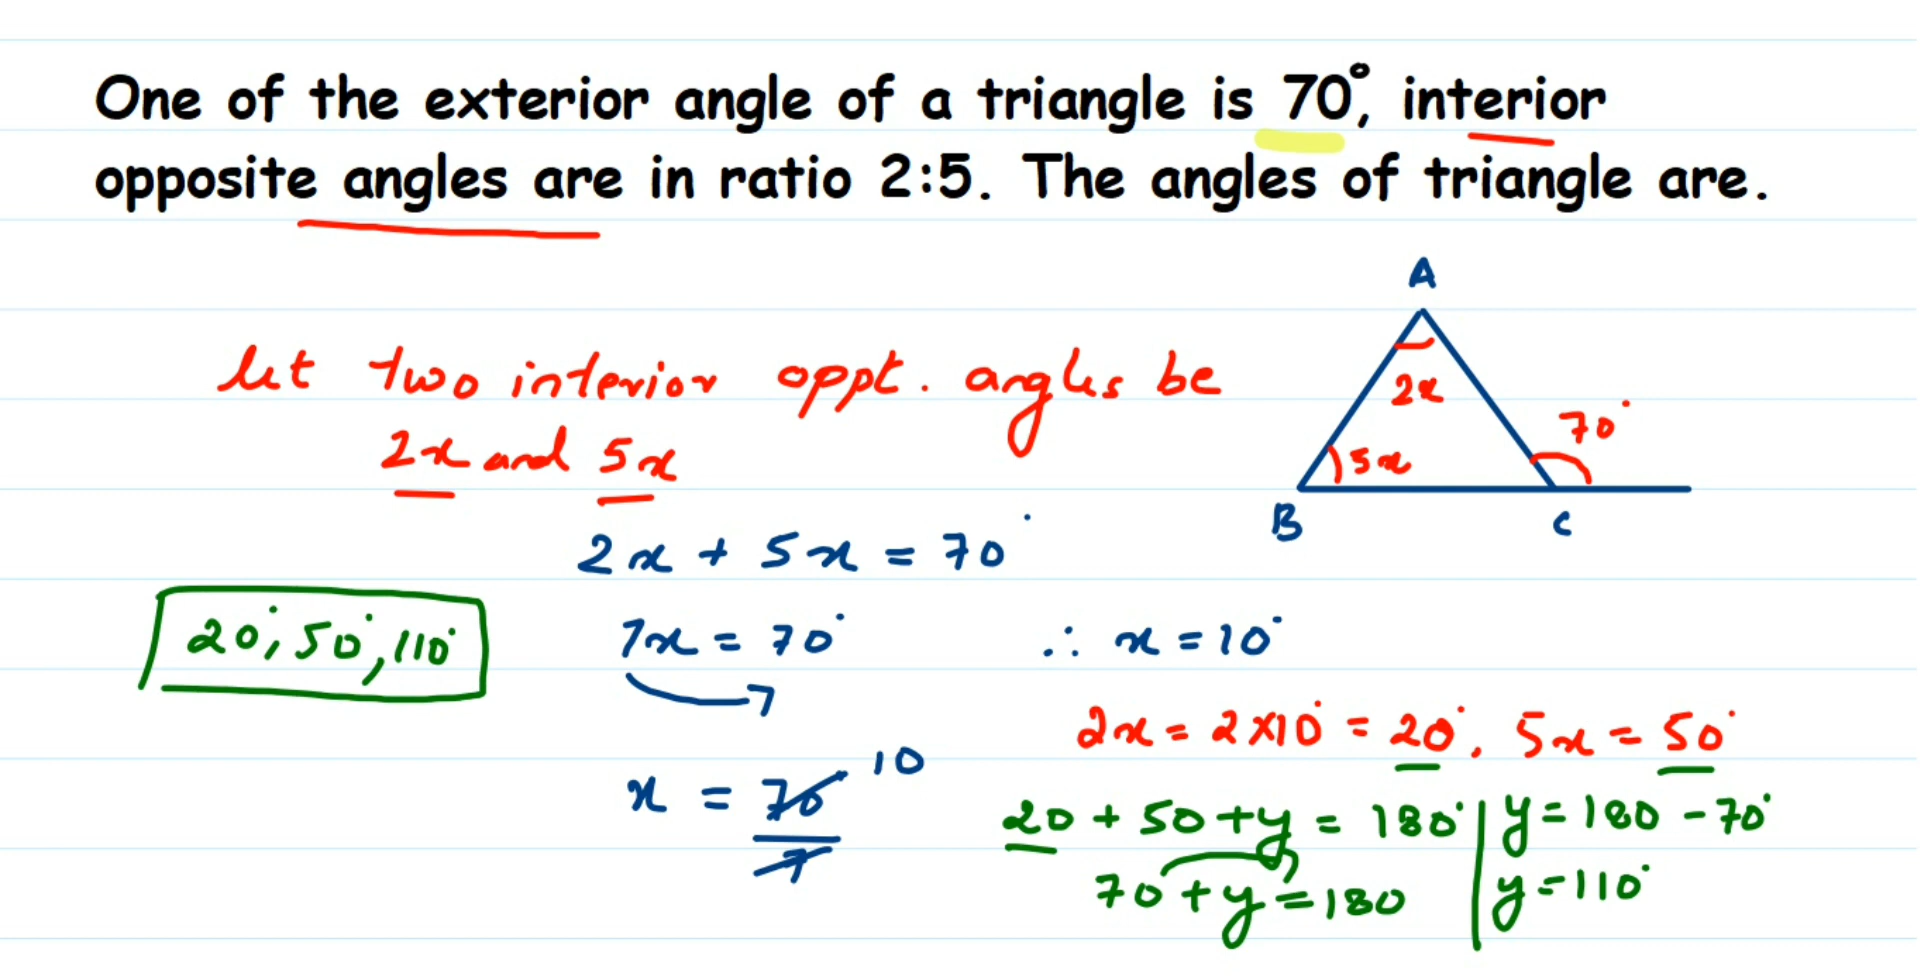 One of the exterior angle of a triangle is 70°, interior
opposite angles are in ratio 2:5. The angles of triangle are.
A
let two interior oppt. angles be
2x and 5x
2x
70°
5x
B
C
2x + 5x = 70°
20°, 50°, 110°
7x = 70°
∴ x = 10°
2x = 2×10° = 20°, 5x = 50°
x = 70/7 10
20 + 50 + y = 180° | y = 180 - 70°
70 + y = 180 | y = 110°